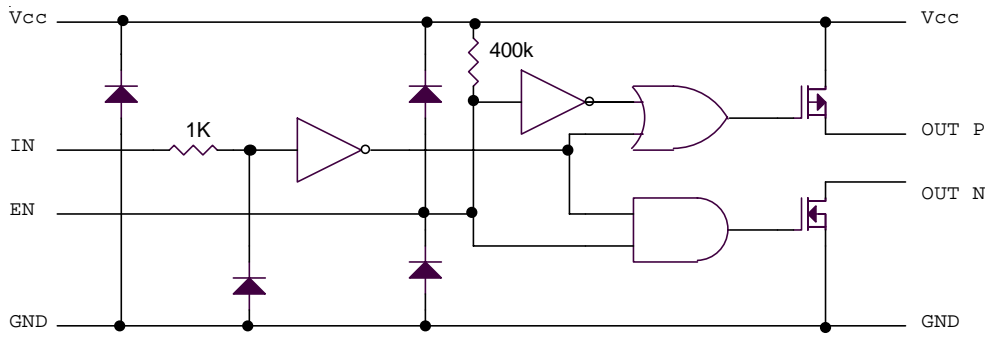 Vcc Vcc
400k
1K
IN OUT P
EN OUT N
GND GND